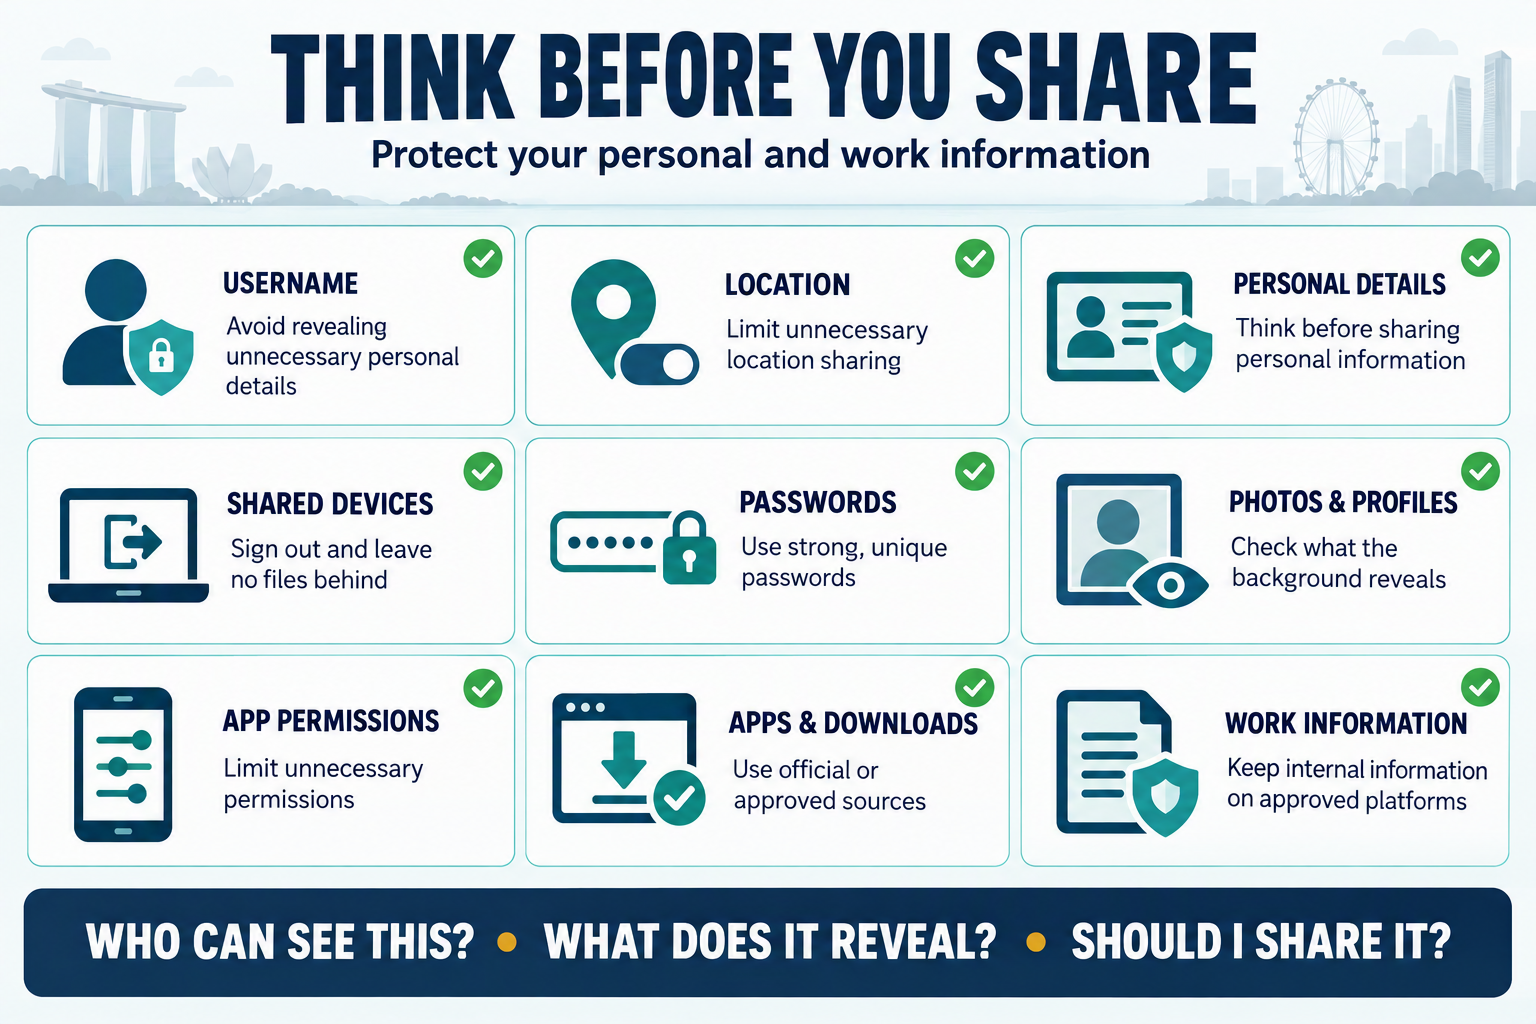 THINK BEFORE YOU SHARE
Protect your personal and work information
USERNAME
Avoid revealing
unnecessary personal
details
LOCATION
Limit unnecessary
location sharing
PERSONAL DETAILS
Think before sharing
personal information
SHARED DEVICES
Sign out and leave
no files behind
PASSWORDS
Use strong, unique
passwords
PHOTOS & PROFILES
Check what the
background reveals
APP PERMISSIONS
Limit unnecessary
permissions
APPS & DOWNLOADS
Use official or
approved sources
WORK INFORMATION
Keep internal information
on approved platforms
WHO CAN SEE THIS? • WHAT DOES IT REVEAL? • SHOULD I SHARE IT?